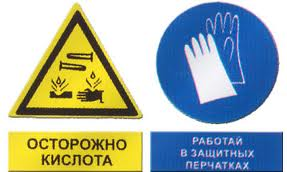 ОСТОРОЖНО
КИСЛОТА
РАБОТАЙ
В ЗАЩИТНЫХ
ПЕРЧАТКАХ